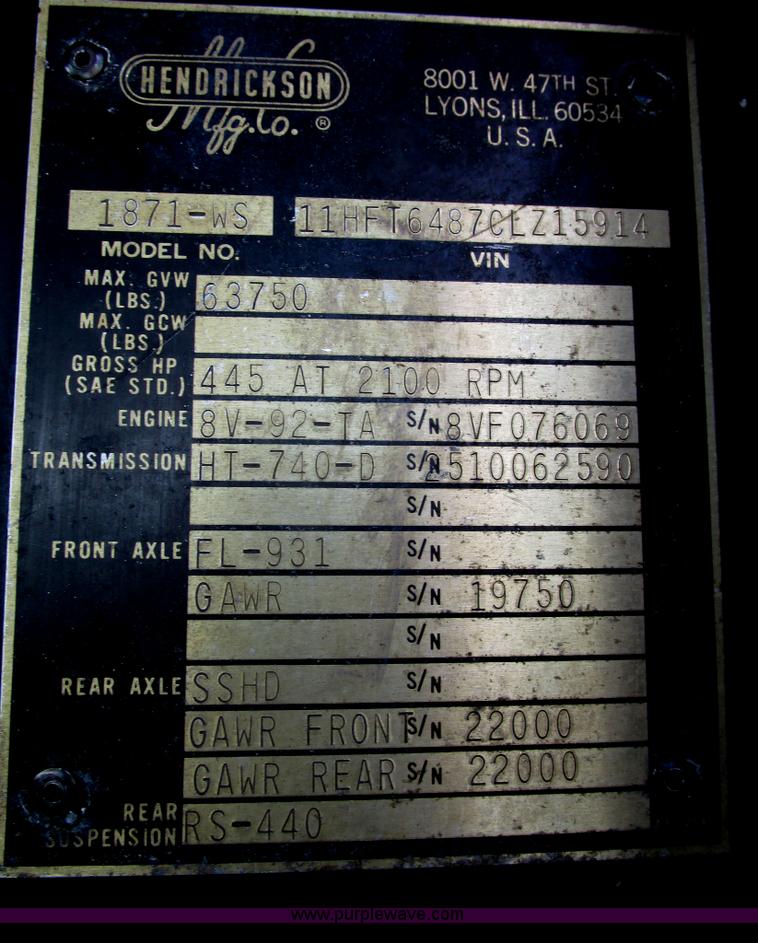 HENDRICKSON
Mfg. Co. ®
8001 W. 47TH ST.
LYONS, ILL. 60534
U. S. A.
1871-WS 11HFT6487CLZ15914
MODEL NO. VIN
MAX. GVW (LBS.) 63750
MAX. GCW (LBS.)
GROSS HP (SAE STD.) 445 AT 2100 RPM
ENGINE 8V-92-TA S/N 8VF076069
TRANSMISSION HT-740-D S/N 2510062590
S/N
FRONT AXLE FL-931 S/N
GAWR S/N 19750
S/N
REAR AXLE SSHD S/N
GAWR FRONT S/N 22000
GAWR REAR S/N 22000
REAR SUSPENSION RS-440
www.purplewave.com